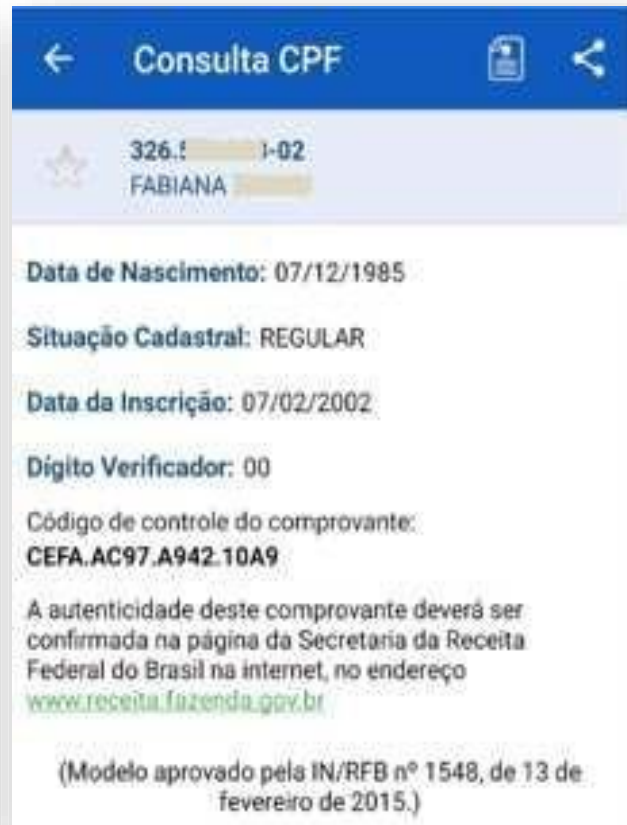 Consulta CPF
326.5 3-02
FABIANA
Data de Nascimento: 07/12/1985
Situação Cadastral: REGULAR
Data da Inscrição: 07/02/2002
Dígito Verificador: 00
Código de controle do comprovante:
CEFA.AC97.A942.10A9
A autenticidade deste comprovante deverá ser
confirmada na página da Secretaria da Receita
Federal do Brasil na internet, no endereço
www.receita.fazenda.gov.br
(Modelo aprovado pela IN/RFB nº 1548, de 13 de
fevereiro de 2015.)